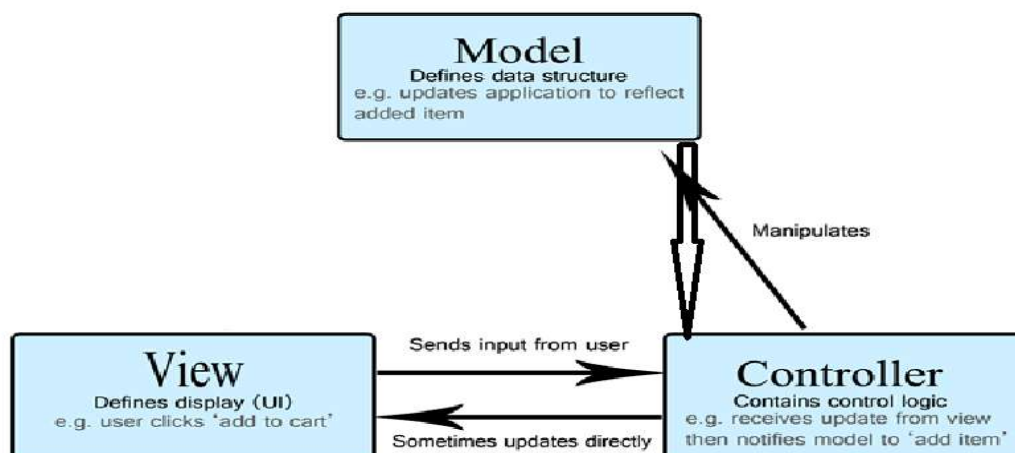 Model
Defines data structure
e.g. updates application to reflect
added item
Manipulates
Sends input from user
View
Defines display (UI)
e.g. user clicks ‘add to cart’
Sometimes updates directly
Controller
Contains control logic
e.g. receives update from view
then notifies model to ‘add item’